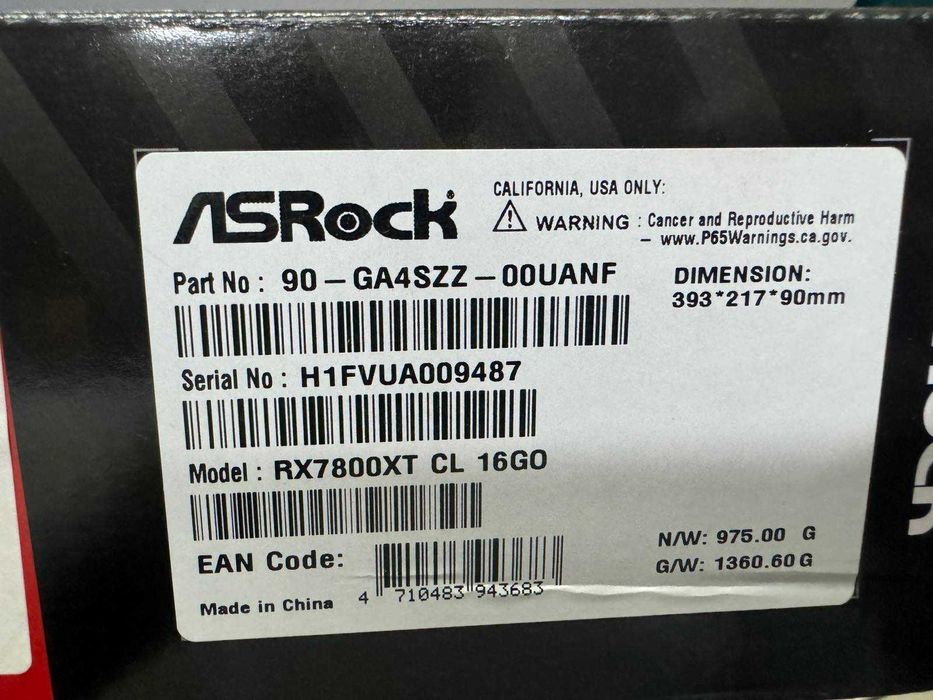 ASRock
CALIFORNIA, USA ONLY:
WARNING : Cancer and Reproductive Harm
– www.P65Warnings.ca.gov.
Part No : 90-GA4SZZ-00UANF
DIMENSION:
393*217*90mm
Serial No : H1FVUA009487
Model : RX7800XT CL 16GO
EAN Code:
4 710483 943683
N/W: 975.00 G
G/W: 1360.60 G
Made in China